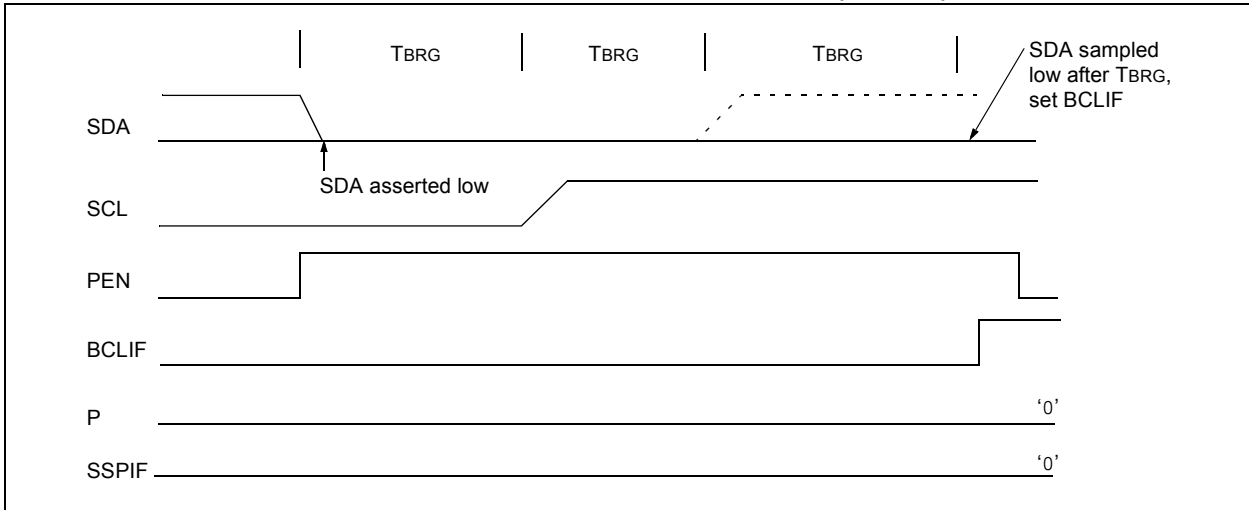 TBRG
TBRG
TBRG
SDA sampled
low after TBRG,
set BCLIF
SDA
SDA asserted low
SCL
PEN
BCLIF
P
‘0’
SSPIF
‘0’